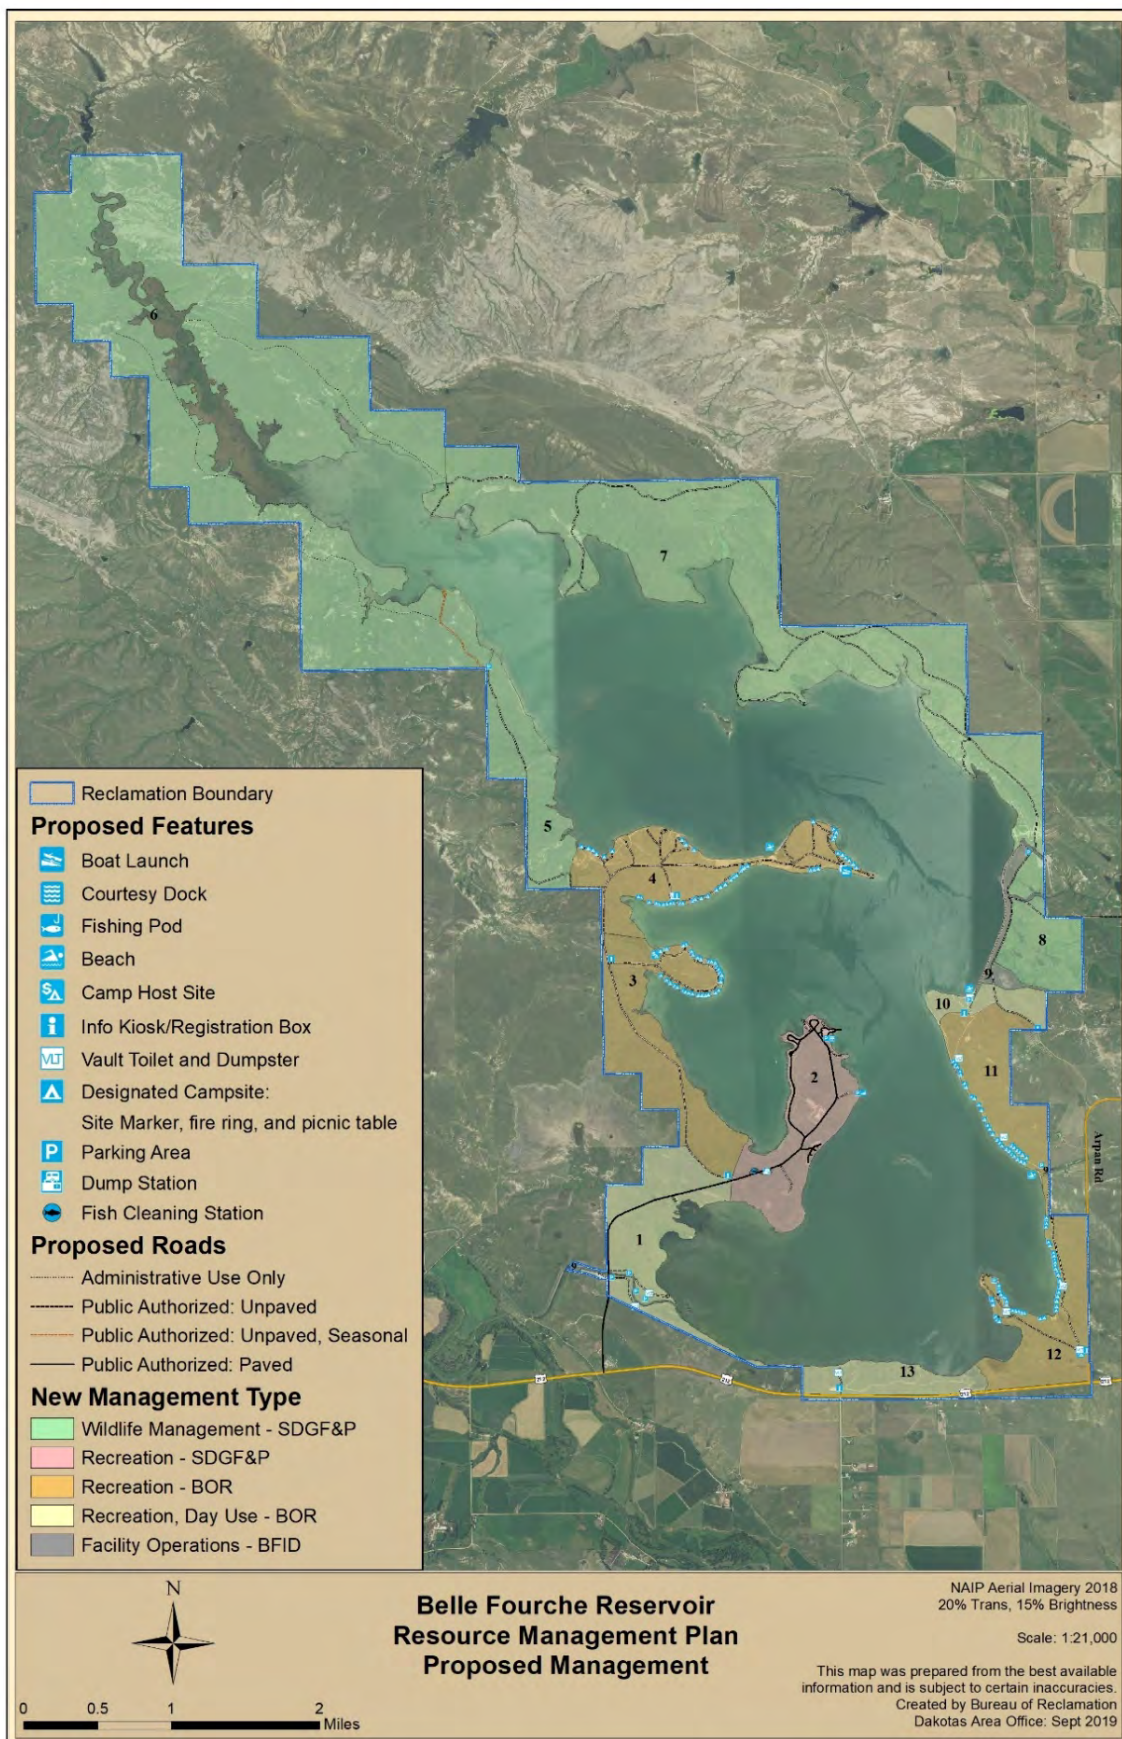 6
7
5
4
3
8
9
10
11
2
Arpan Rd
9
1
9
12
13
Reclamation Boundary
Proposed Features
Boat Launch
Courtesy Dock
Fishing Pod
Beach
$ Camp Host Site
i Info Kiosk/Registration Box
VLT Vault Toilet and Dumpster
Designated Campsite:
Site Marker, fire ring, and picnic table
P Parking Area
Dump Station
Fish Cleaning Station
Proposed Roads
Administrative Use Only
Public Authorized: Unpaved
Public Authorized: Unpaved, Seasonal
Public Authorized: Paved
New Management Type
Wildlife Management - SDGF&P
Recreation - SDGF&P
Recreation - BOR
Recreation, Day Use - BOR
Facility Operations - BFID
N
0 0.5 1 2
Miles
Belle Fourche Reservoir
Resource Management Plan
Proposed Management
NAIP Aerial Imagery 2018
20% Trans, 15% Brightness
Scale: 1:21,000
This map was prepared from the best available
information and is subject to certain inaccuracies.
Created by Bureau of Reclamation
Dakotas Area Office: Sept 2019